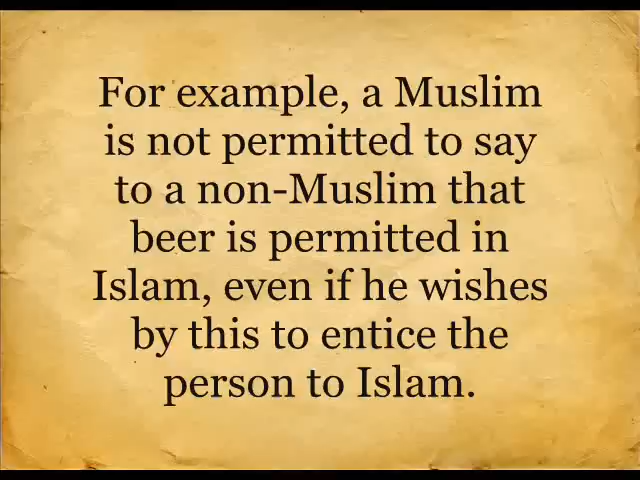 For example, a Muslim
is not permitted to say
to a non-Muslim that
beer is permitted in
Islam, even if he wishes
by this to entice the
person to Islam.